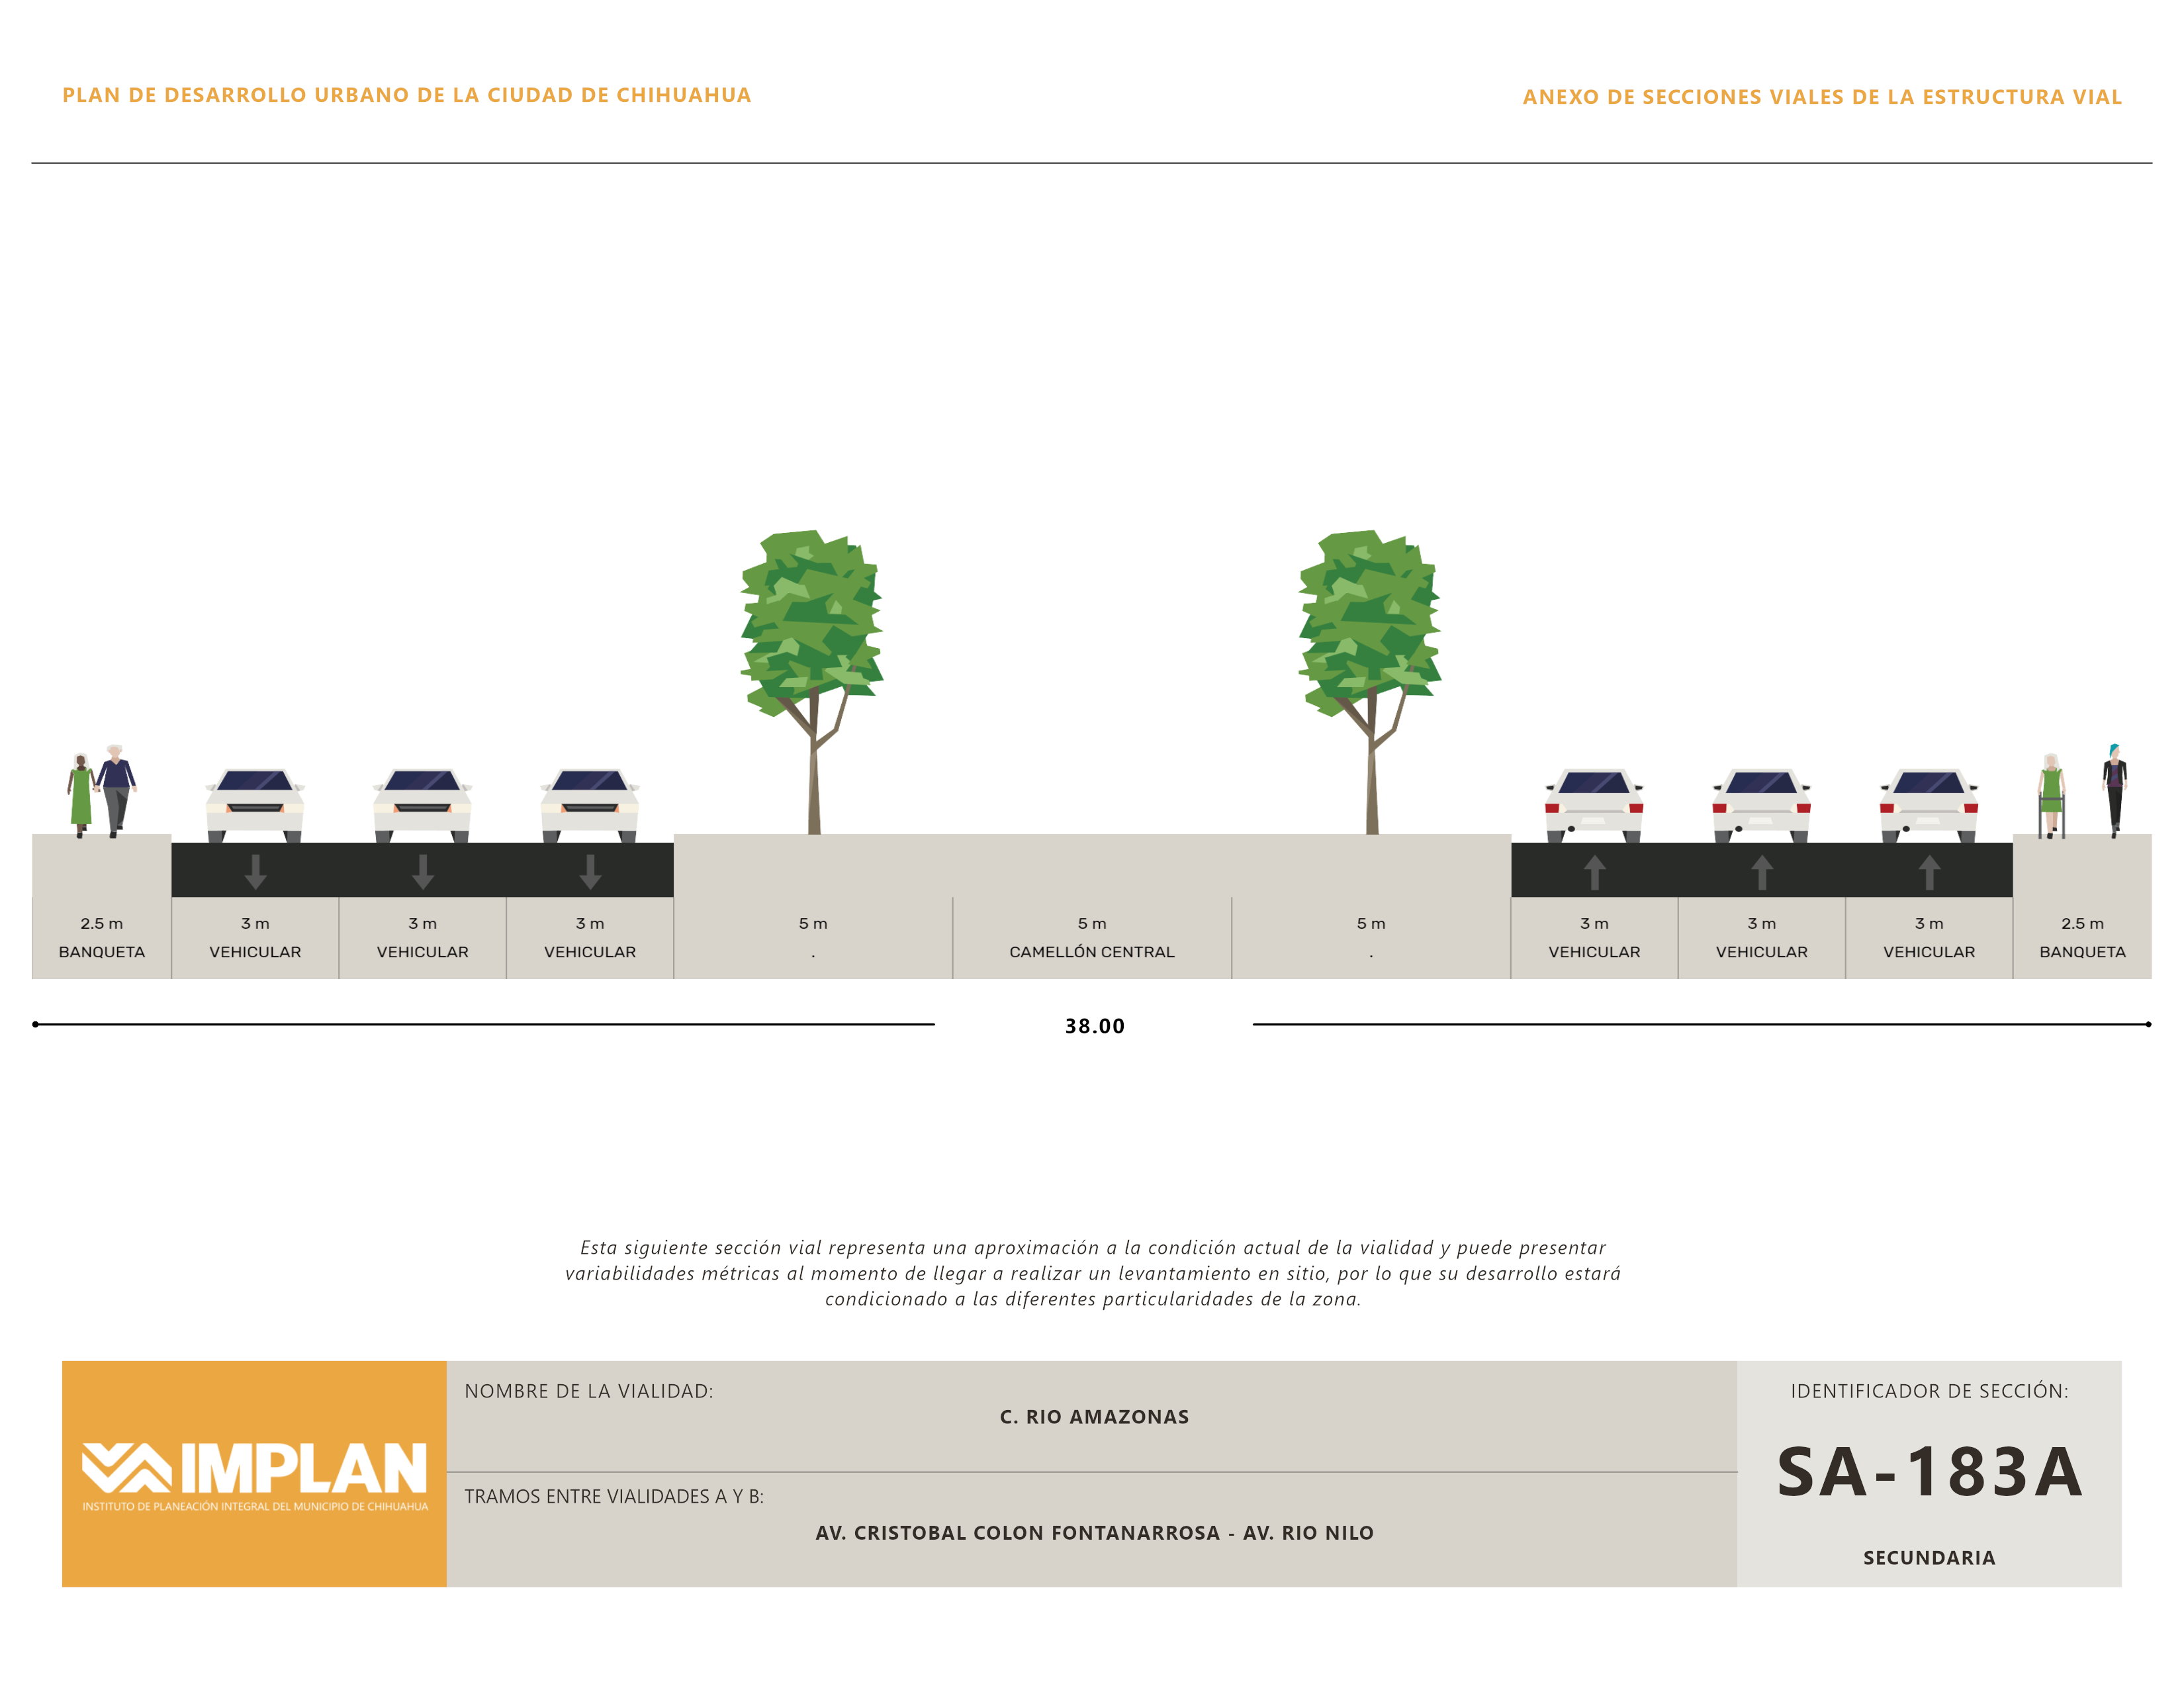 PLAN DE DESARROLLO URBANO DE LA CIUDAD DE CHIHUAHUA
ANEXO DE SECCIONES VIALES DE LA ESTRUCTURA VIAL
2.5 m
BANQUETA
3 m
VEHICULAR
3 m
VEHICULAR
3 m
VEHICULAR
5 m
.
5 m
CAMELLÓN CENTRAL
5 m
.
3 m
VEHICULAR
3 m
VEHICULAR
3 m
VEHICULAR
2.5 m
BANQUETA
38.00
Esta siguiente sección vial representa una aproximación a la condición actual de la vialidad y puede presentar
variabilidades métricas al momento de llegar a realizar un levantamiento en sitio, por lo que su desarrollo estará
condicionado a las diferentes particularidades de la zona.
IMPLAN
INSTITUTO DE PLANEACIÓN INTEGRAL DEL MUNICIPIO DE CHIHUAHUA
NOMBRE DE LA VIALIDAD:
C. RIO AMAZONAS
TRAMOS ENTRE VIALIDADES A Y B:
AV. CRISTOBAL COLON FONTANARROSA - AV. RIO NILO
IDENTIFICADOR DE SECCIÓN:
SA-183A
SECUNDARIA